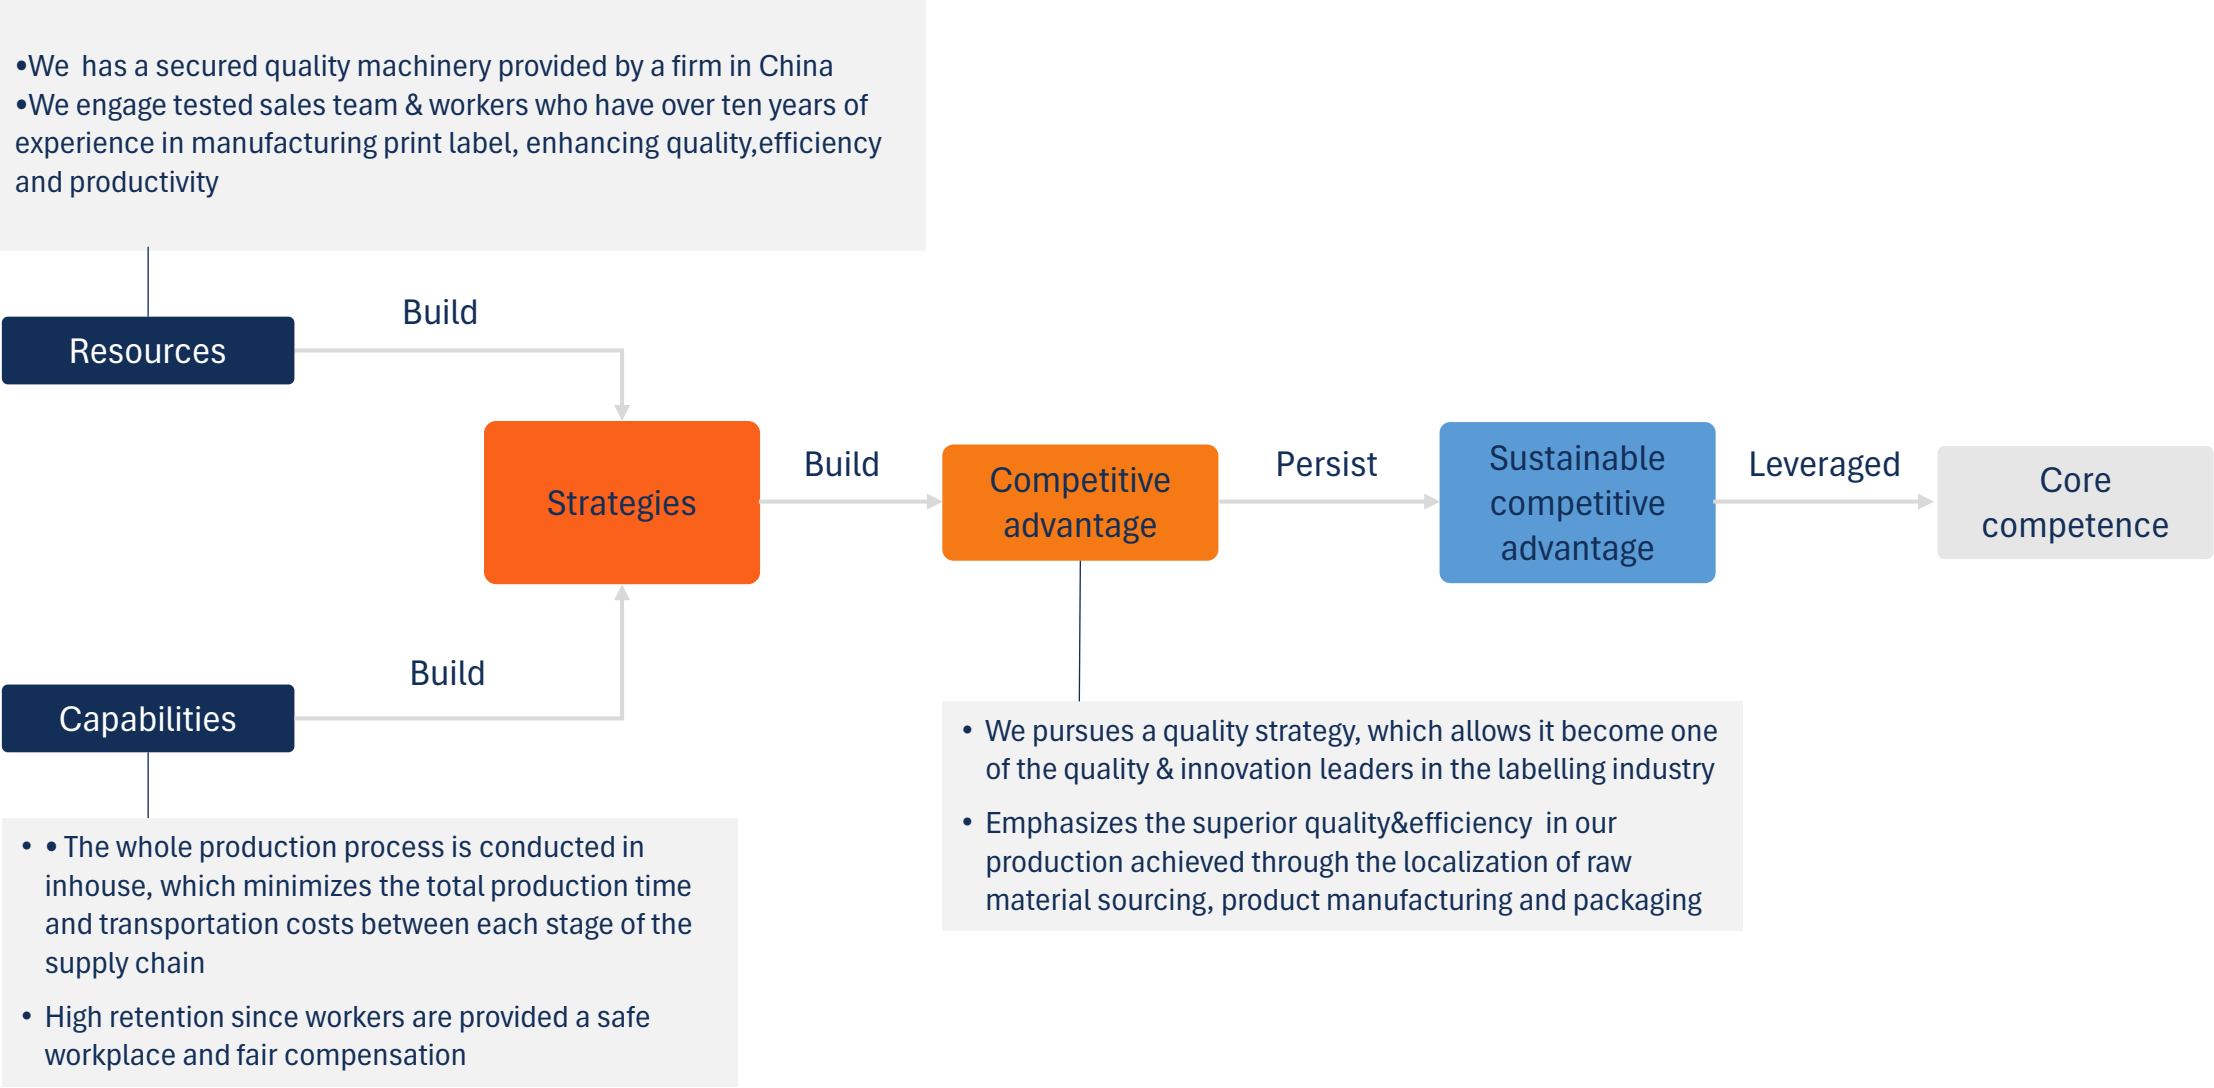 •We has a secured quality machinery provided by a firm in China
•We engage tested sales team & workers who have over ten years of
experience in manufacturing print label, enhancing quality,efficiency
and productivity
Build
Resources
Build
Persist
Leveraged
Strategies
Competitive
advantage
Sustainable
competitive
advantage
Core
competence
Build
Capabilities
• We pursues a quality strategy, which allows it become one
of the quality & innovation leaders in the labelling industry
• Emphasizes the superior quality&efficiency in our
production achieved through the localization of raw
material sourcing, product manufacturing and packaging
• • The whole production process is conducted in
inhouse, which minimizes the total production time
and transportation costs between each stage of the
supply chain
• High retention since workers are provided a safe
workplace and fair compensation